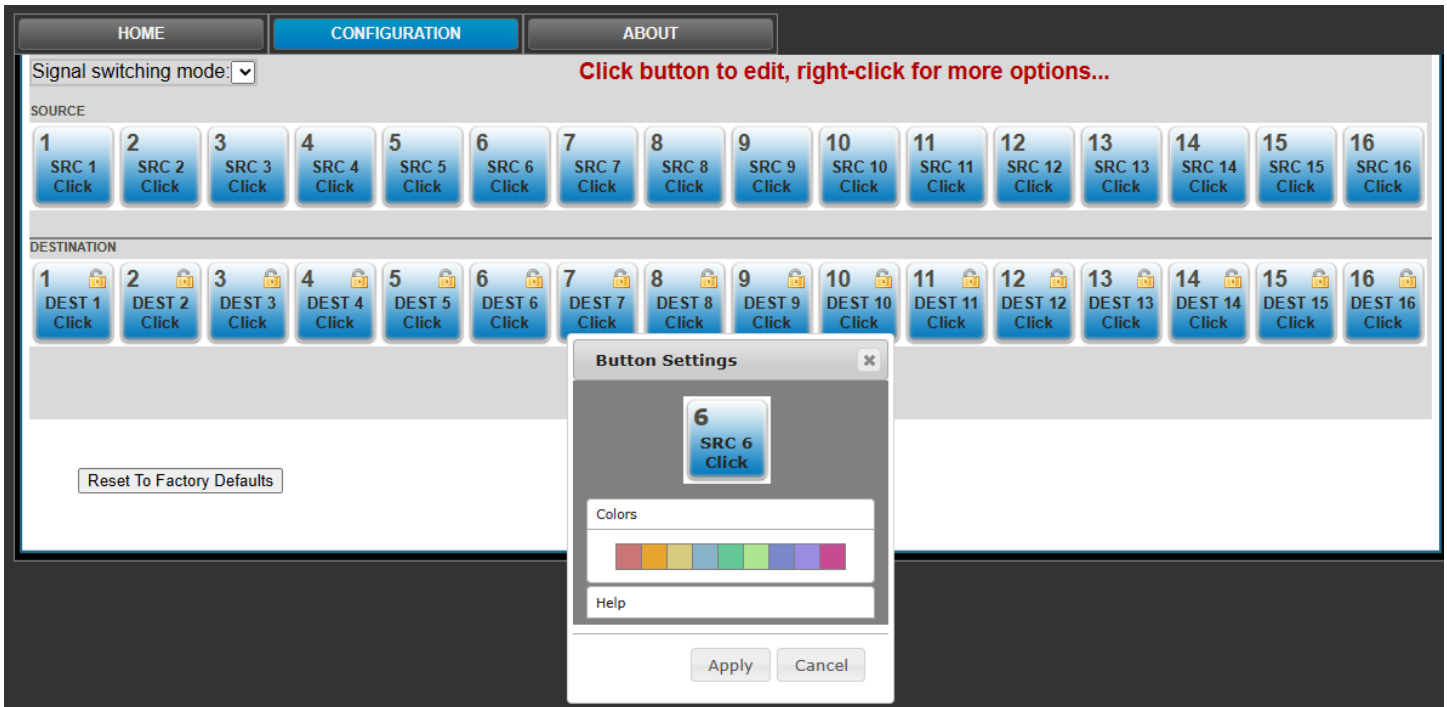 HOME CONFIGURATION ABOUT
Signal switching mode: Click button to edit, right-click for more options...
SOURCE
1 2 3 4 5 6 7 8 9 10 11 12 13 14 15 16
SRC 1 SRC 2 SRC 3 SRC 4 SRC 5 SRC 6 SRC 7 SRC 8 SRC 9 SRC 10 SRC 11 SRC 12 SRC 13 SRC 14 SRC 15 SRC 16
Click Click Click Click Click Click Click Click Click Click Click Click Click Click Click Click
DESTINATION
1 2 3 4 5 6 7 8 9 10 11 12 13 14 15 16
DEST 1 DEST 2 DEST 3 DEST 4 DEST 5 DEST 6 DEST 7 DEST 8 DEST 9 DEST 10 DEST 11 DEST 12 DEST 13 DEST 14 DEST 15 DEST 16
Click Click Click Click Click Click Click Click Click Click Click Click Click Click Click Click
Button Settings
6
SRC 6
Click
Reset To Factory Defaults
Colors
Help
Apply Cancel